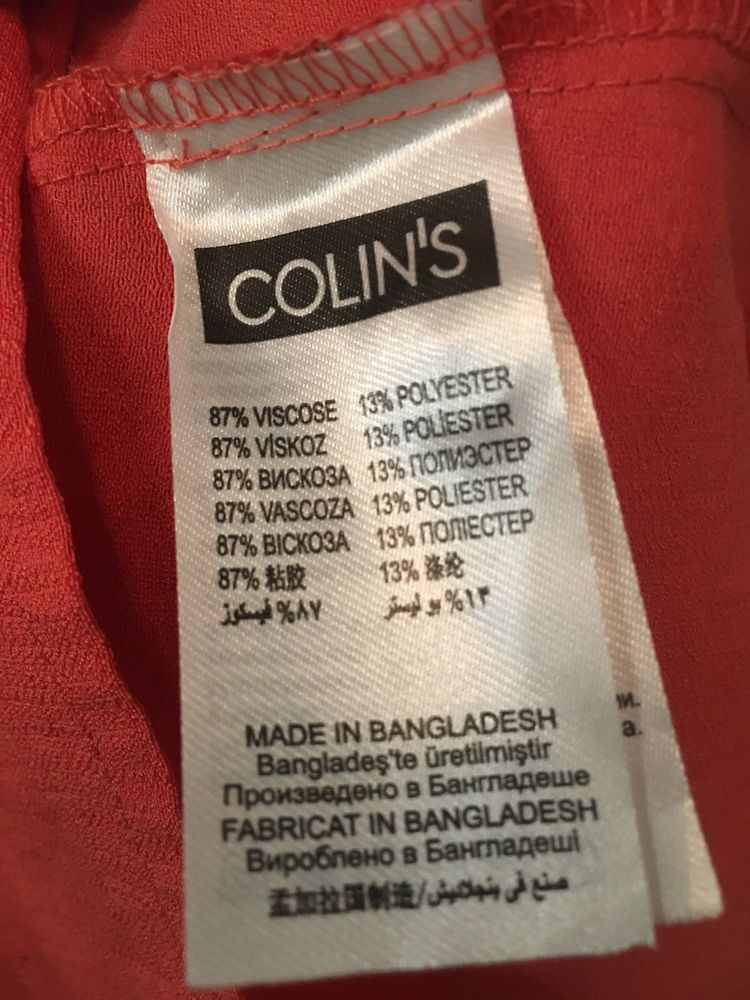 COLIN'S
87% VISCOSE 13% POLYESTER
87% VİSKOZ 13% POLİESTER
87% ВИСКОЗА 13% ПОЛИЭСТЕР
87% VASCOZA 13% POLIESTER
87% ВІСКОЗА 13% ПОЛІЕСТЕР
87% 粘胶 13% 涤纶
%٨٧ فيسكوز %١٣ بو ليستر
MADE IN BANGLADESH
Bangladeş'te üretilmiştir
Произведено в Бангладеше
FABRICAT IN BANGLADESH
Вироблено в Бангладеші
孟加拉国制造/صنع في بنجلاديش
и.
а.